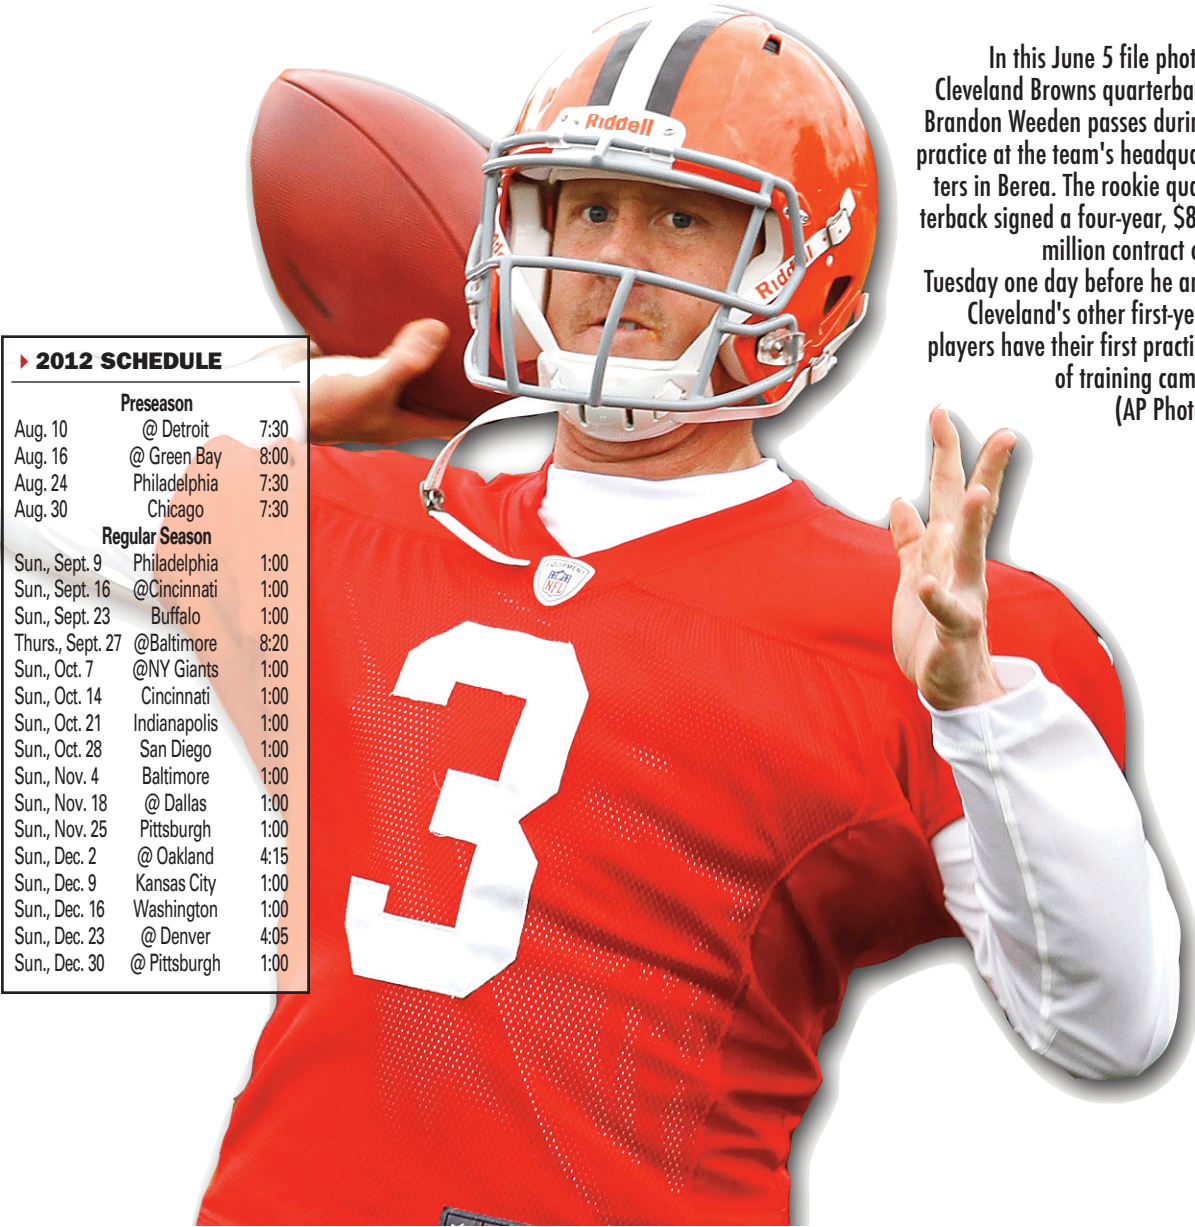 In this June 5 file phot
Cleveland Browns quarterba
Brandon Weeden passes durin
practice at the team's headqua
ters in Berea. The rookie qua
terback signed a four-year, $8
million contract o
Tuesday one day before he an
Cleveland's other first-ye
players have their first practi
of training cam
(AP Phot
Riddell
Riddell
2012 SCHEDULE
Preseason
Aug. 10 @ Detroit 7:30
Aug. 16 @ Green Bay 8:00
Aug. 24 Philadelphia 7:30
Aug. 30 Chicago 7:30
Regular Season
Sun., Sept. 9 Philadelphia 1:00
Sun., Sept. 16 @Cincinnati 1:00
Sun., Sept. 23 Buffalo 1:00
Thurs., Sept. 27 @Baltimore 8:20
Sun., Oct. 7 @NY Giants 1:00
Sun., Oct. 14 Cincinnati 1:00
Sun., Oct. 21 Indianapolis 1:00
Sun., Oct. 28 San Diego 1:00
Sun., Nov. 4 Baltimore 1:00
Sun., Nov. 18 @ Dallas 1:00
Sun., Nov. 25 Pittsburgh 1:00
Sun., Dec. 2 @ Oakland 4:15
Sun., Dec. 9 Kansas City 1:00
Sun., Dec. 16 Washington 1:00
Sun., Dec. 23 @ Denver 4:05
Sun., Dec. 30 @ Pittsburgh 1:00
EQUIPMENT
NFL
3